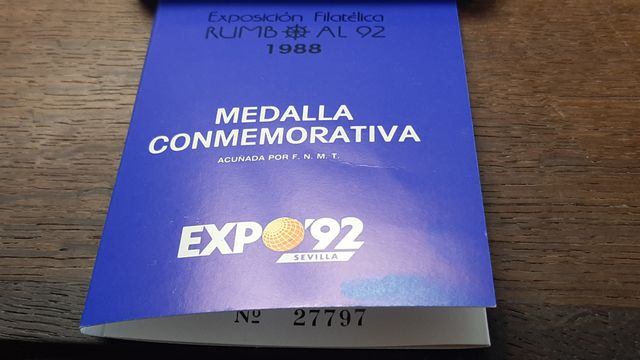 Exposición Filatélica
RUMBO AL 92
1988
MEDALLA
CONMEMORATIVA
ACUÑADA POR F. N. M. T.
EXPO'92
SEVILLA
Nº 27797